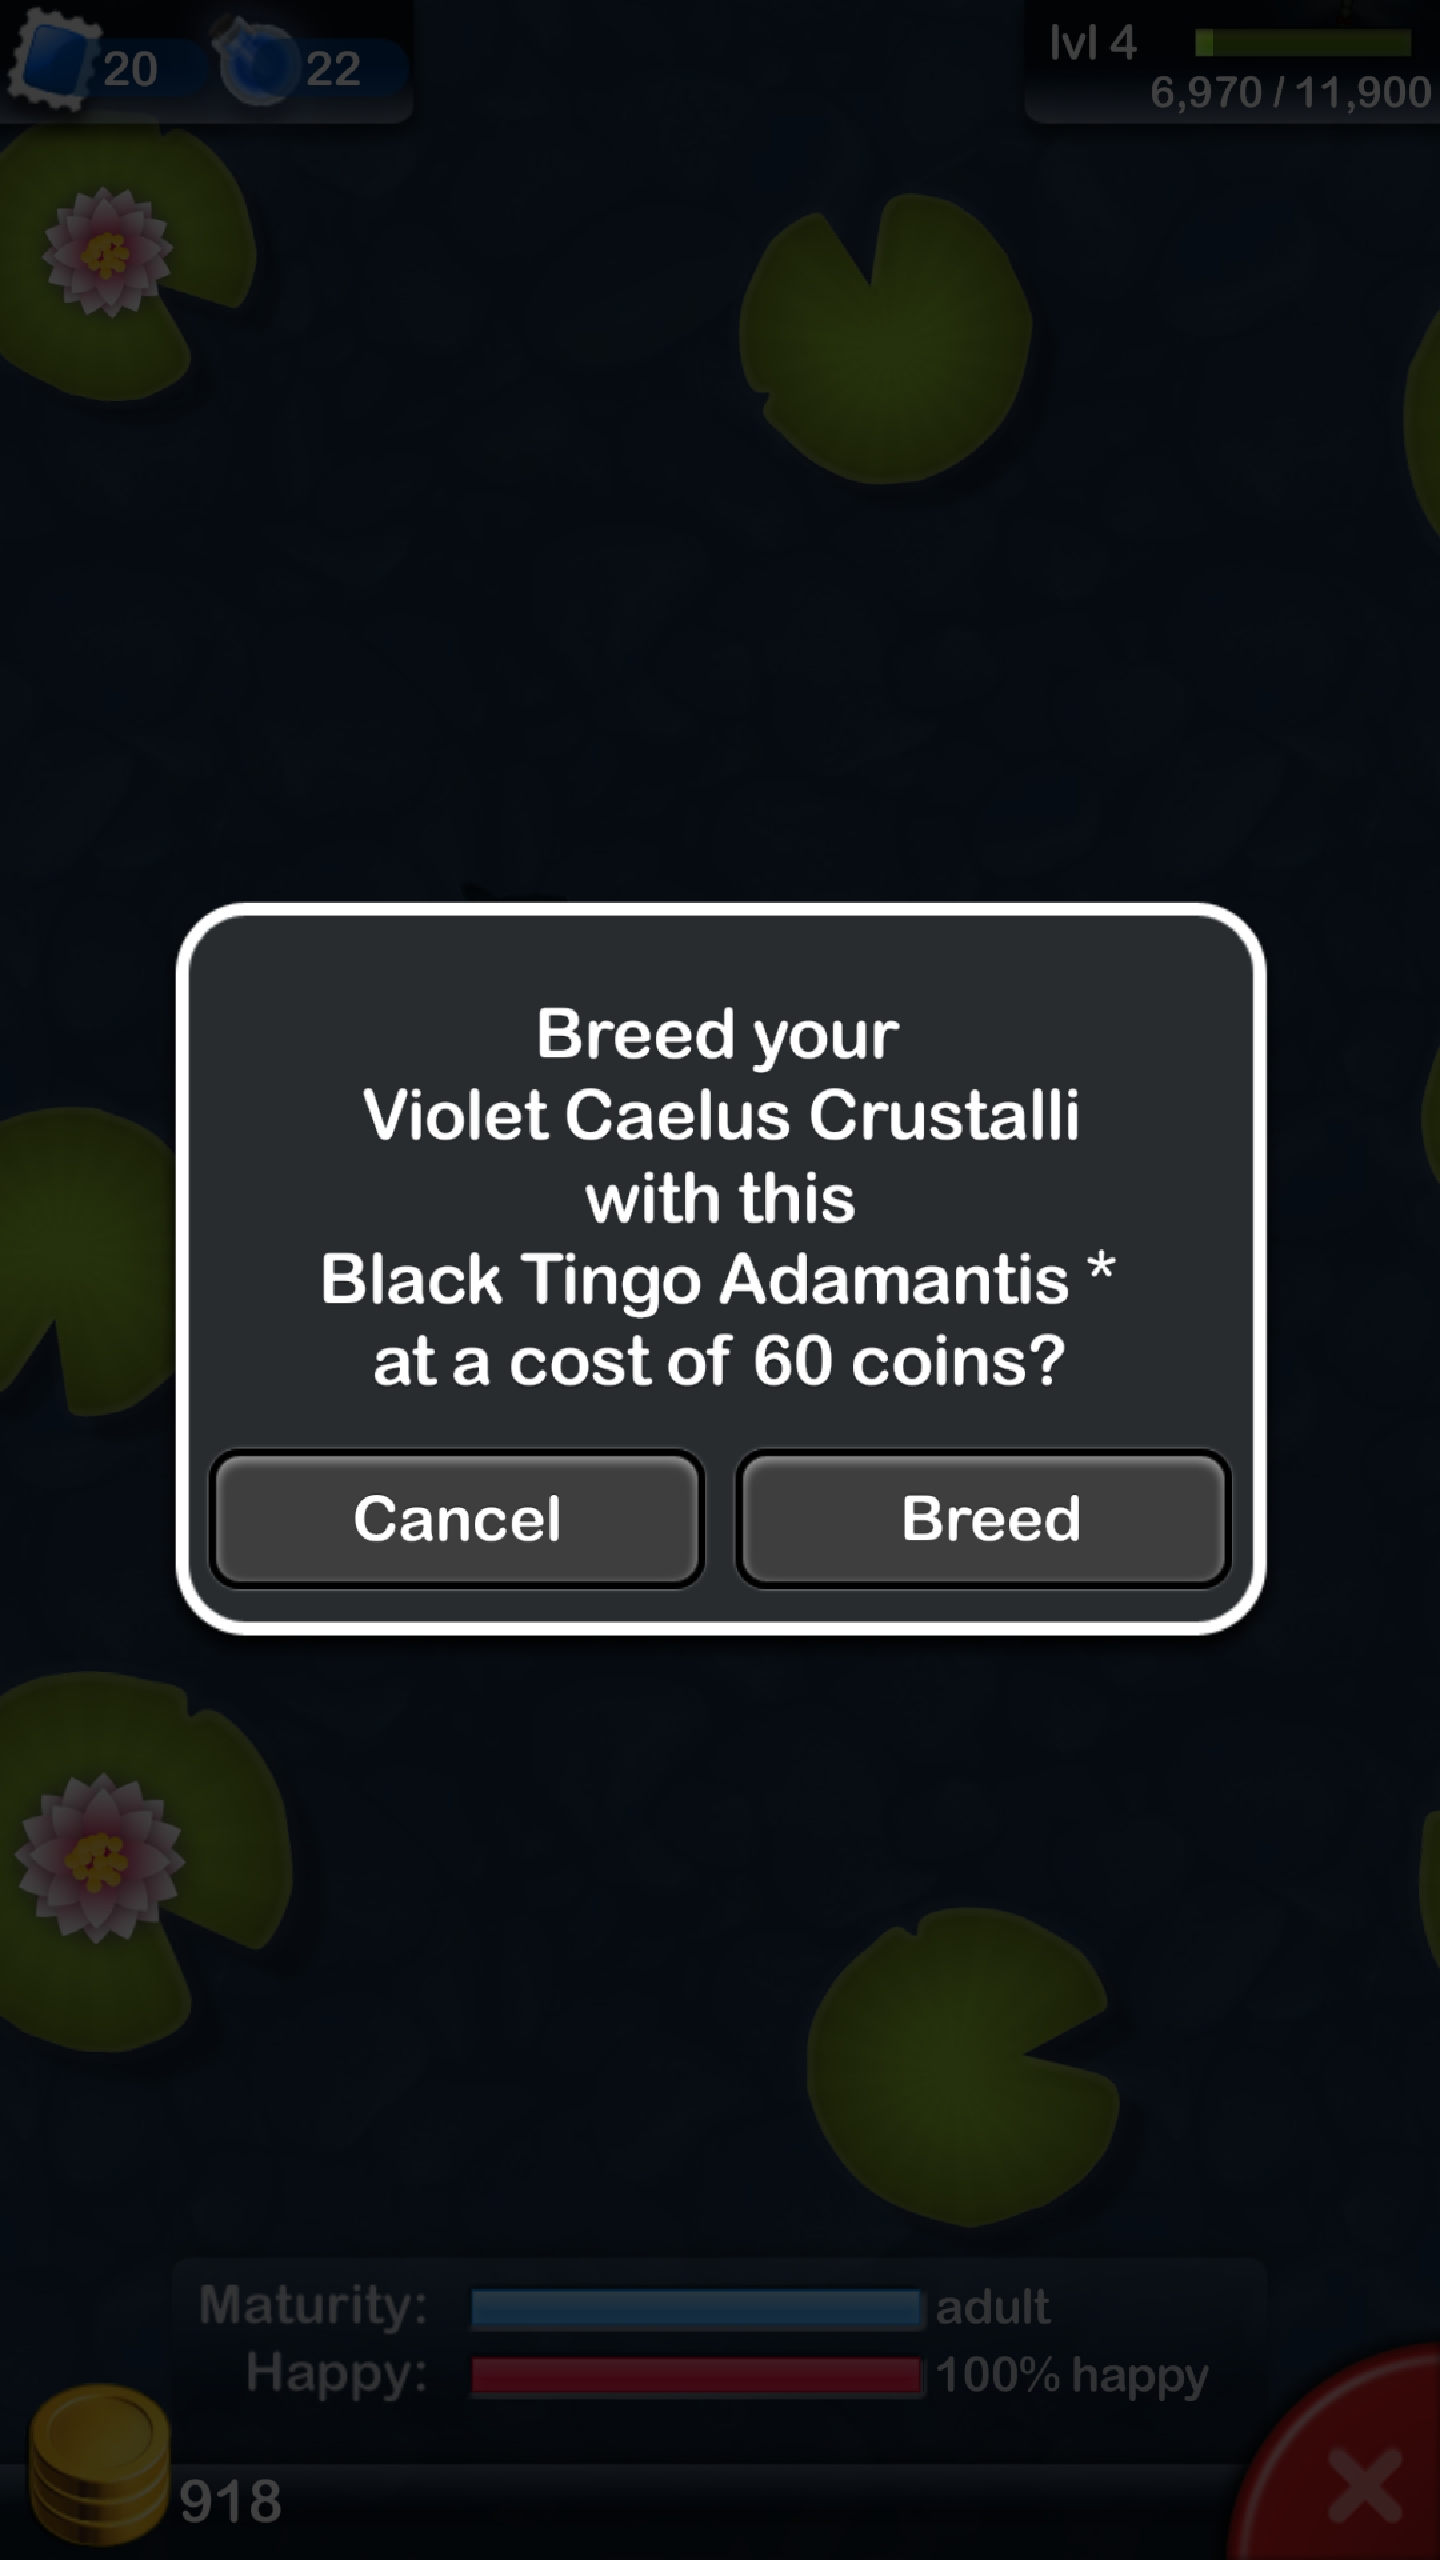 20
22
lvl 4
6,970 / 11,900
Breed your
Violet Caelus Crustalli
with this
Black Tingo Adamantis *
at a cost of 60 coins?
Cancel
Breed
Maturity:
adult
Happy:
100% happy
918